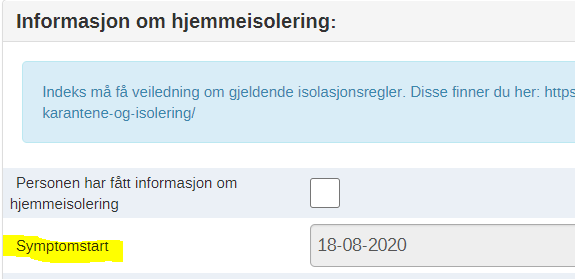 Informasjon om hjemmeisolering:
Indeks må få veiledning om gjeldende isolasjonsregler. Disse finner du her: https
karantene-og-isolering/
Personen har fått informasjon om
hjemmeisolering
Symptomstart
18-08-2020